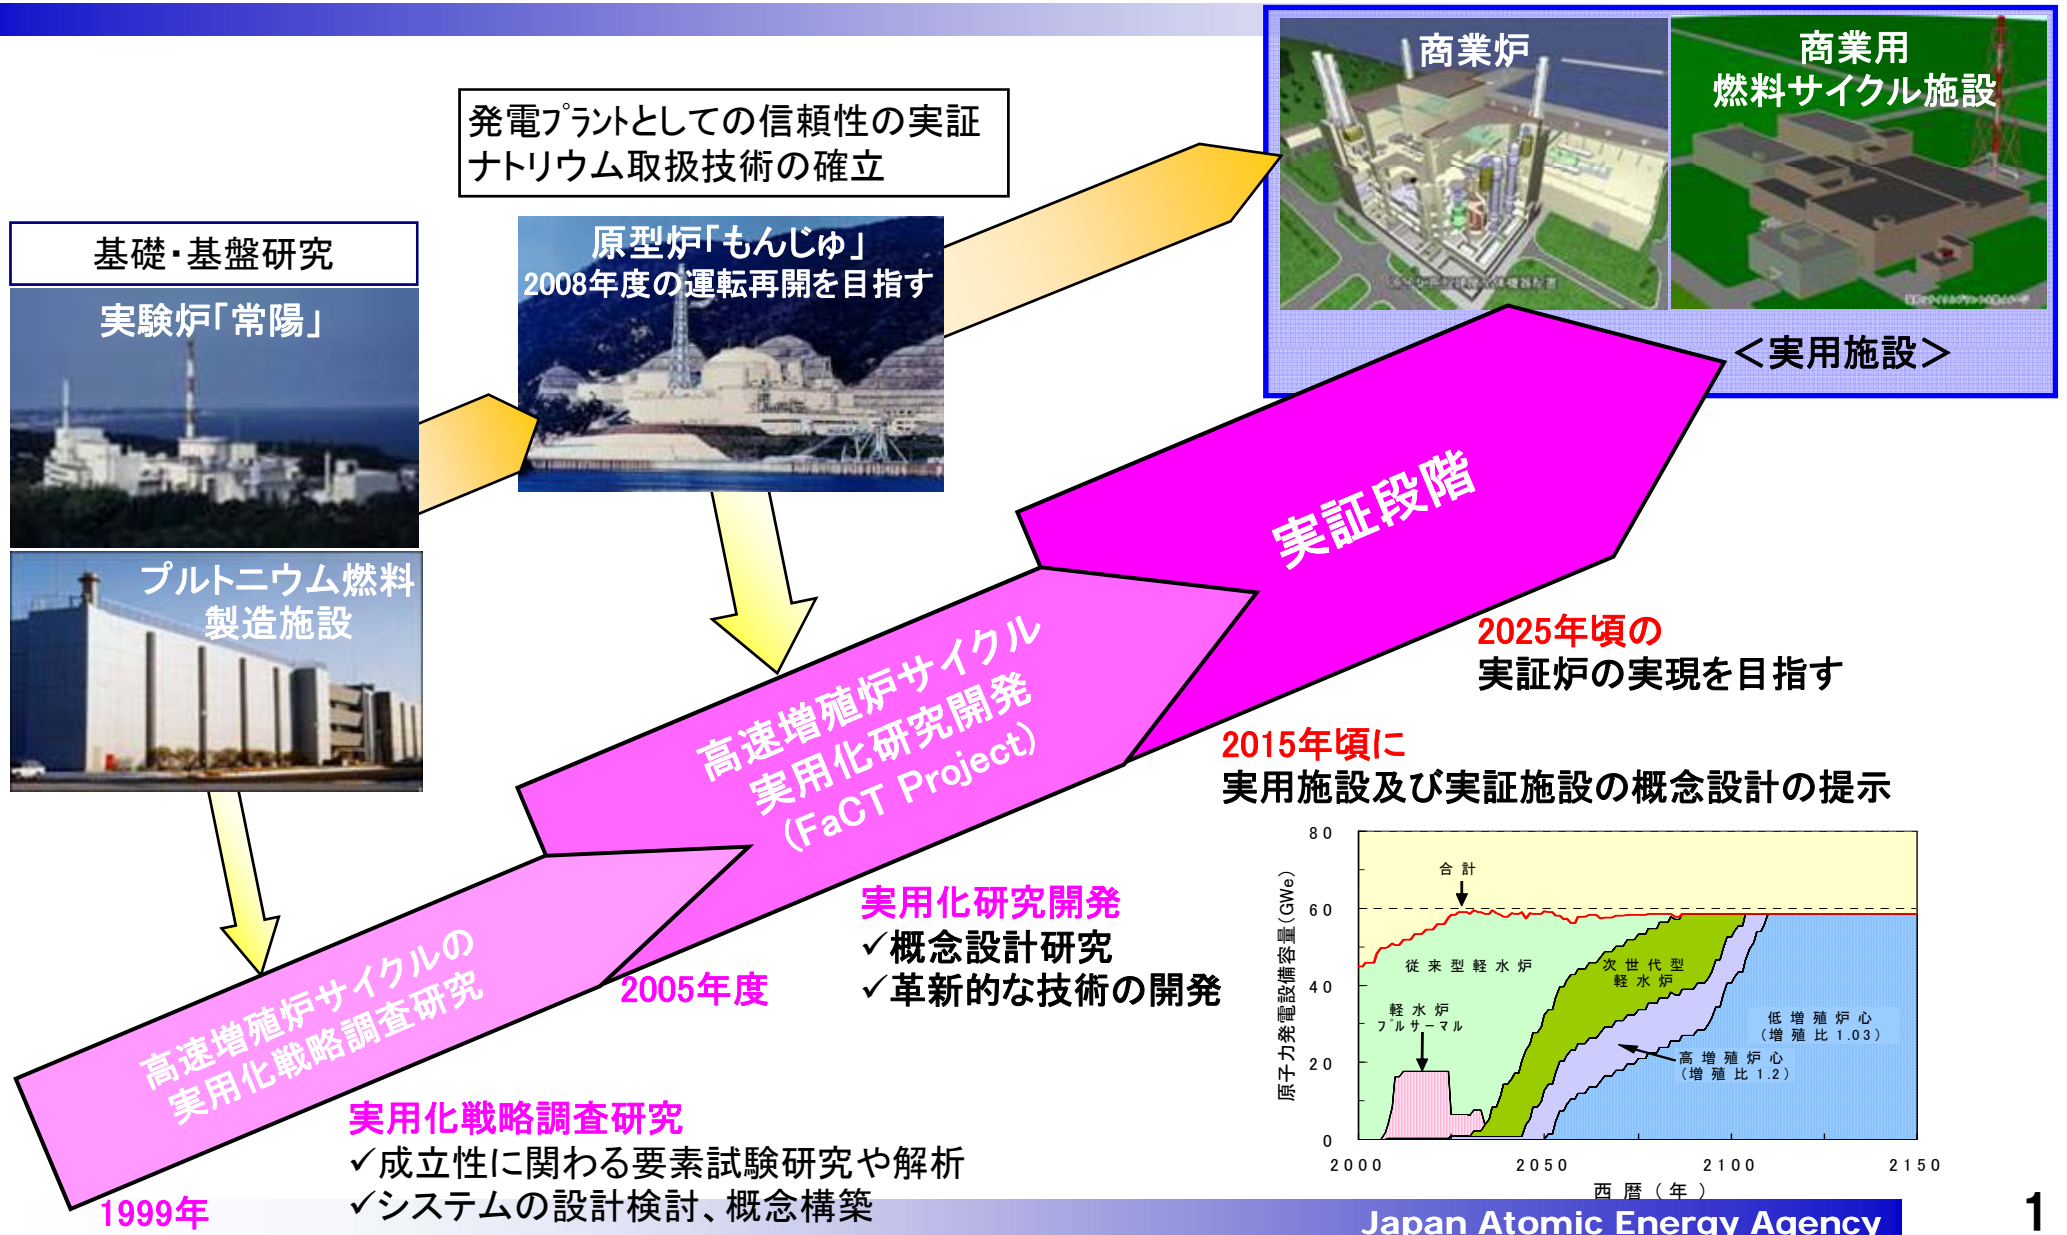 商業炉
商業用
燃料サイクル施設
発電プラントとしての信頼性の実証
ナトリウム取扱技術の確立
基礎・基盤研究
原型炉「もんじゅ」
2008年度の運転再開を目指す
実験炉「常陽」
＜実用施設＞
実証段階
プルトニウム燃料
製造施設
2025年頃の
実証炉の実現を目指す
高速増殖炉サイクル
実用化研究開発
(FaCT Project)
2015年頃に
実用施設及び実証施設の概念設計の提示
実用化研究開発
✓概念設計研究
✓革新的な技術の開発
2005年度
高速増殖炉サイクルの
実用化戦略調査研究
実用化戦略調査研究
✓成立性に関わる要素試験研究や解析
✓システムの設計検討、概念構築
1999年
原子力発電設備容量(GWe)
80
60
40
20
0
合計
従来型軽水炉
次世代型
軽水炉
軽水炉
プルサーマル
低増殖炉心
(増殖比1.03)
高増殖炉心
(増殖比1.2)
2000 2050 2100 2150
西暦(年)
Japan Atomic Energy Agency
1